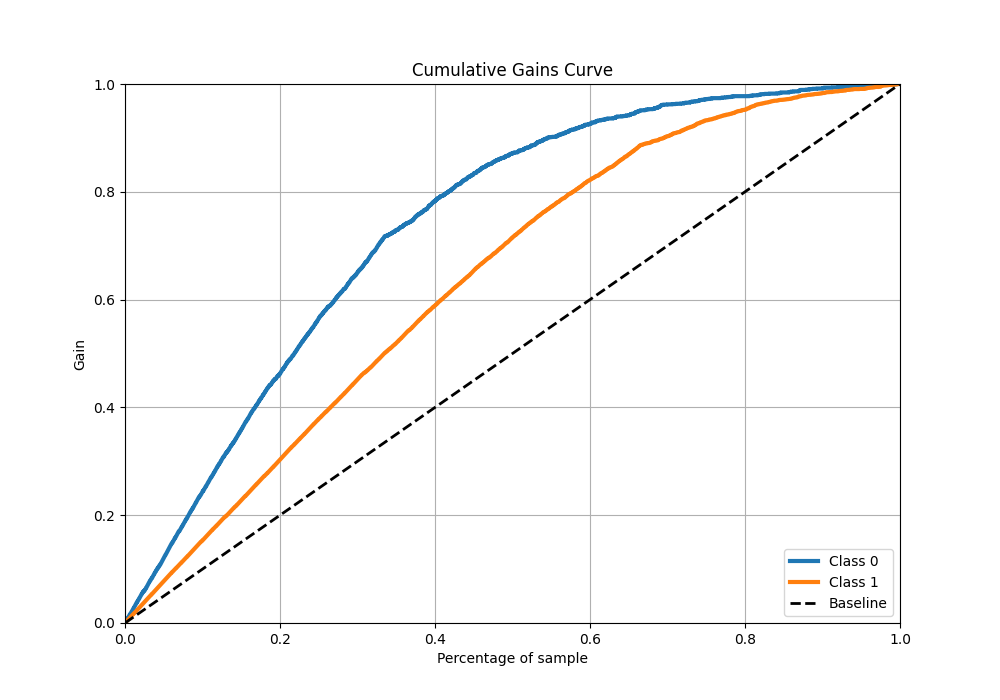 Cumulative Gains Curve
1.0
0.8
0.6
0.4
0.2
0.0
Gain
0.0 0.2 0.4 0.6 0.8 1.0
Percentage of sample
Class 0
Class 1
Baseline